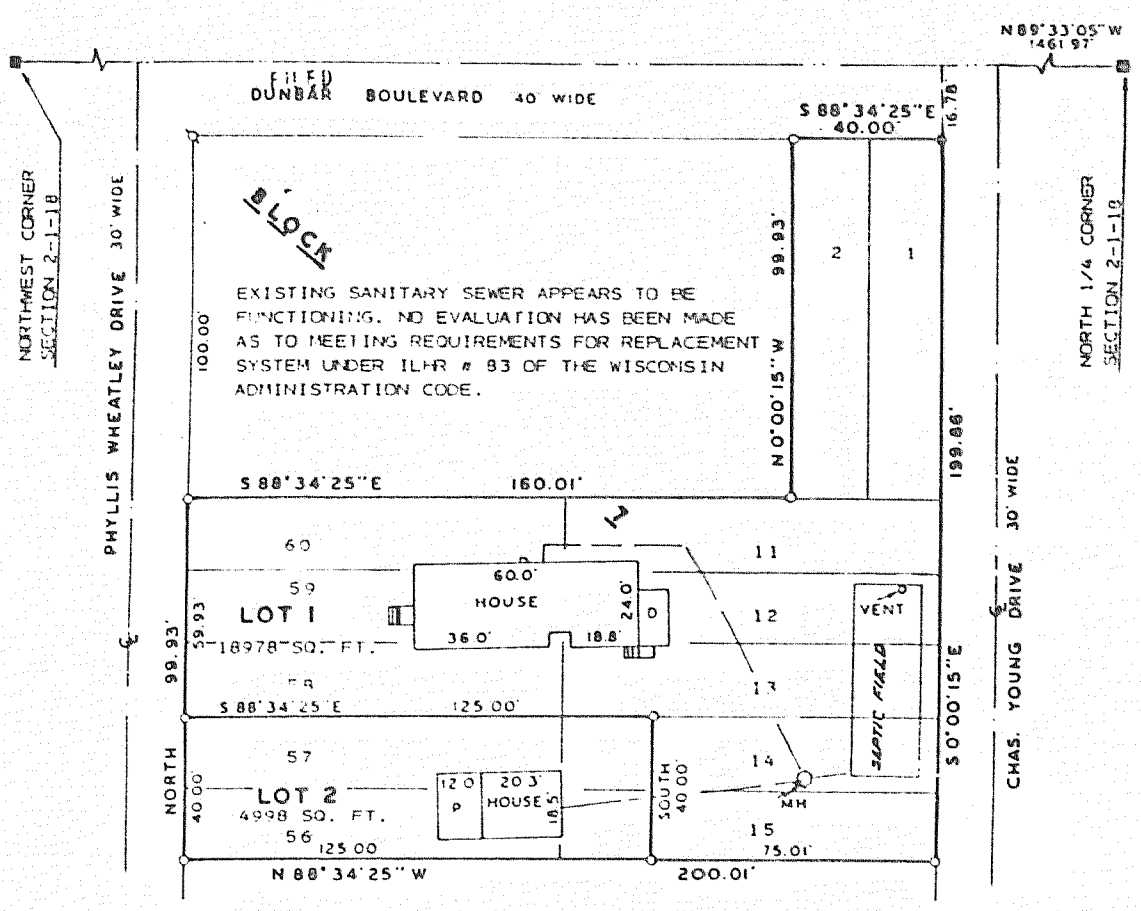 N 89°33'05" W
1461 97'
FILED
DUNBAR BOULEVARD 40' WIDE
S 88°34'25" E
40.00'
16.78
NORTHWEST CORNER
SECTION 2-1-18
PHYLLIS WHEATLEY DRIVE 30' WIDE
BLOCK
2
1
99.93'
N 0°00'15" W
NORTH 1/4 CORNER
SECTION 2-1-18
100.00'
EXISTING SANITARY SEWER APPEARS TO BE
FUNCTIONING. NO EVALUATION HAS BEEN MADE
AS TO MEETING REQUIREMENTS FOR REPLACEMENT
SYSTEM UNDER ILHR # 83 OF THE WISCONSIN
ADMINISTRATION CODE.
199.86'
S 88°34'25" E 160.01'
CHAS. YOUNG DRIVE 30' WIDE
60
11
59
60.0'
HOUSE
24.0'
D
12
VENT
LOT 1
18978 SQ. FT.
36.0'
18.8'
59.93
99.93'
SEPTIC FIELD
S 0°00'15" E
58
13
S 88°34'25" E 125.00'
57
14
NORTH
40.00'
LOT 2
4998 SQ. FT.
12.0
P
20.3'
HOUSE
18.5'
SOUTH
40.00'
MH
56
15
125.00
75.01'
N 88°34'25" W
200.01'